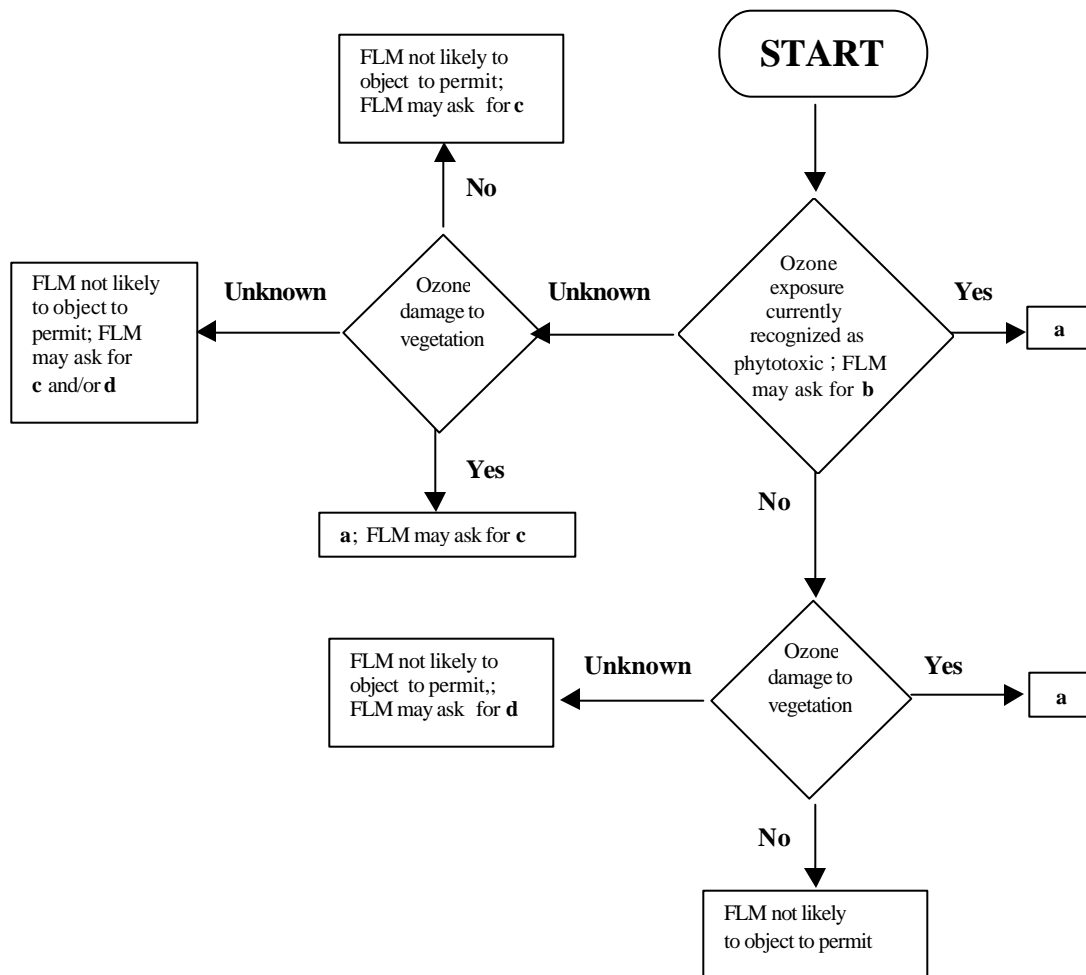 START
FLM not likely to
object to permit;
FLM may ask for c
No
Ozone
exposure
currently
recognized as
phytotoxic ; FLM
may ask for b
Yes
a
Unknown
Ozone
damage to
vegetation
Unknown
FLM not likely
to object to
permit; FLM
may ask for
c and/or d
Yes
a; FLM may ask for c
No
Ozone
damage to
vegetation
Yes
a
Unknown
FLM not likely to
object to permit,;
FLM may ask for d
No
FLM not likely
to object to permit